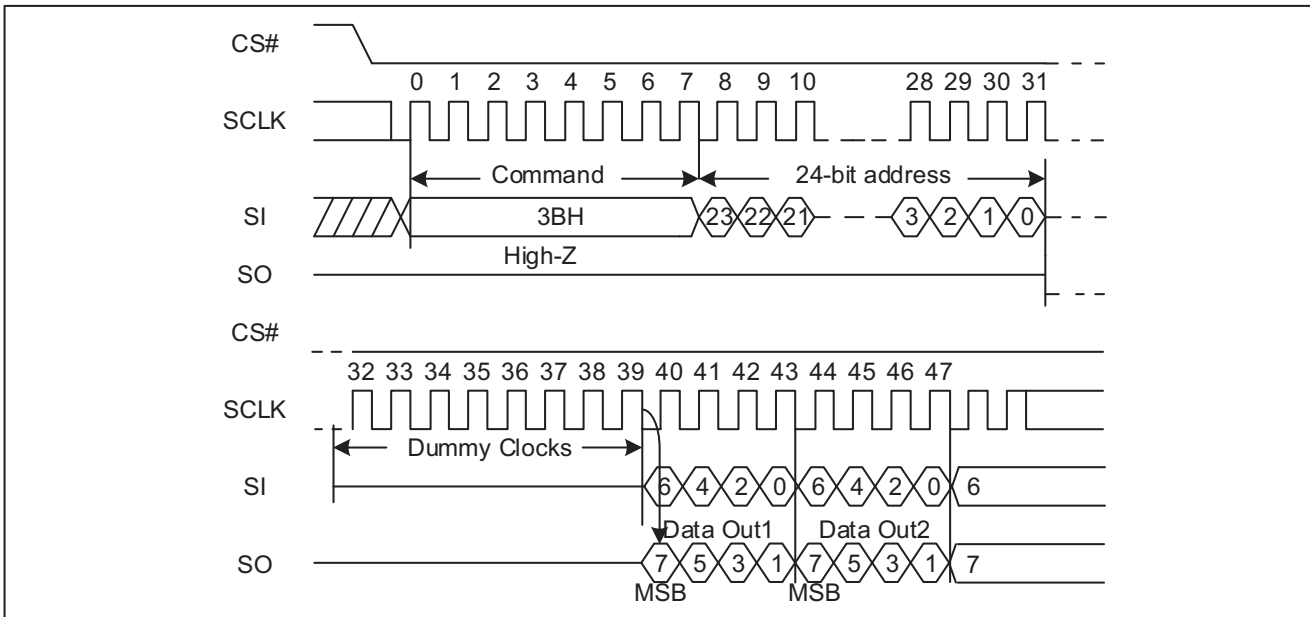 CS#
0 1 2 3 4 5 6 7 8 9 10 28 29 30 31
SCLK
Command 24-bit address
SI 3BH 23 22 21 3 2 1 0
High-Z
SO
CS#
32 33 34 35 36 37 38 39 40 41 42 43 44 45 46 47
SCLK
Dummy Clocks
SI 6 4 2 0 6 4 2 0 6
Data Out1 Data Out2
SO 7 5 3 1 7 5 3 1 7
MSB MSB